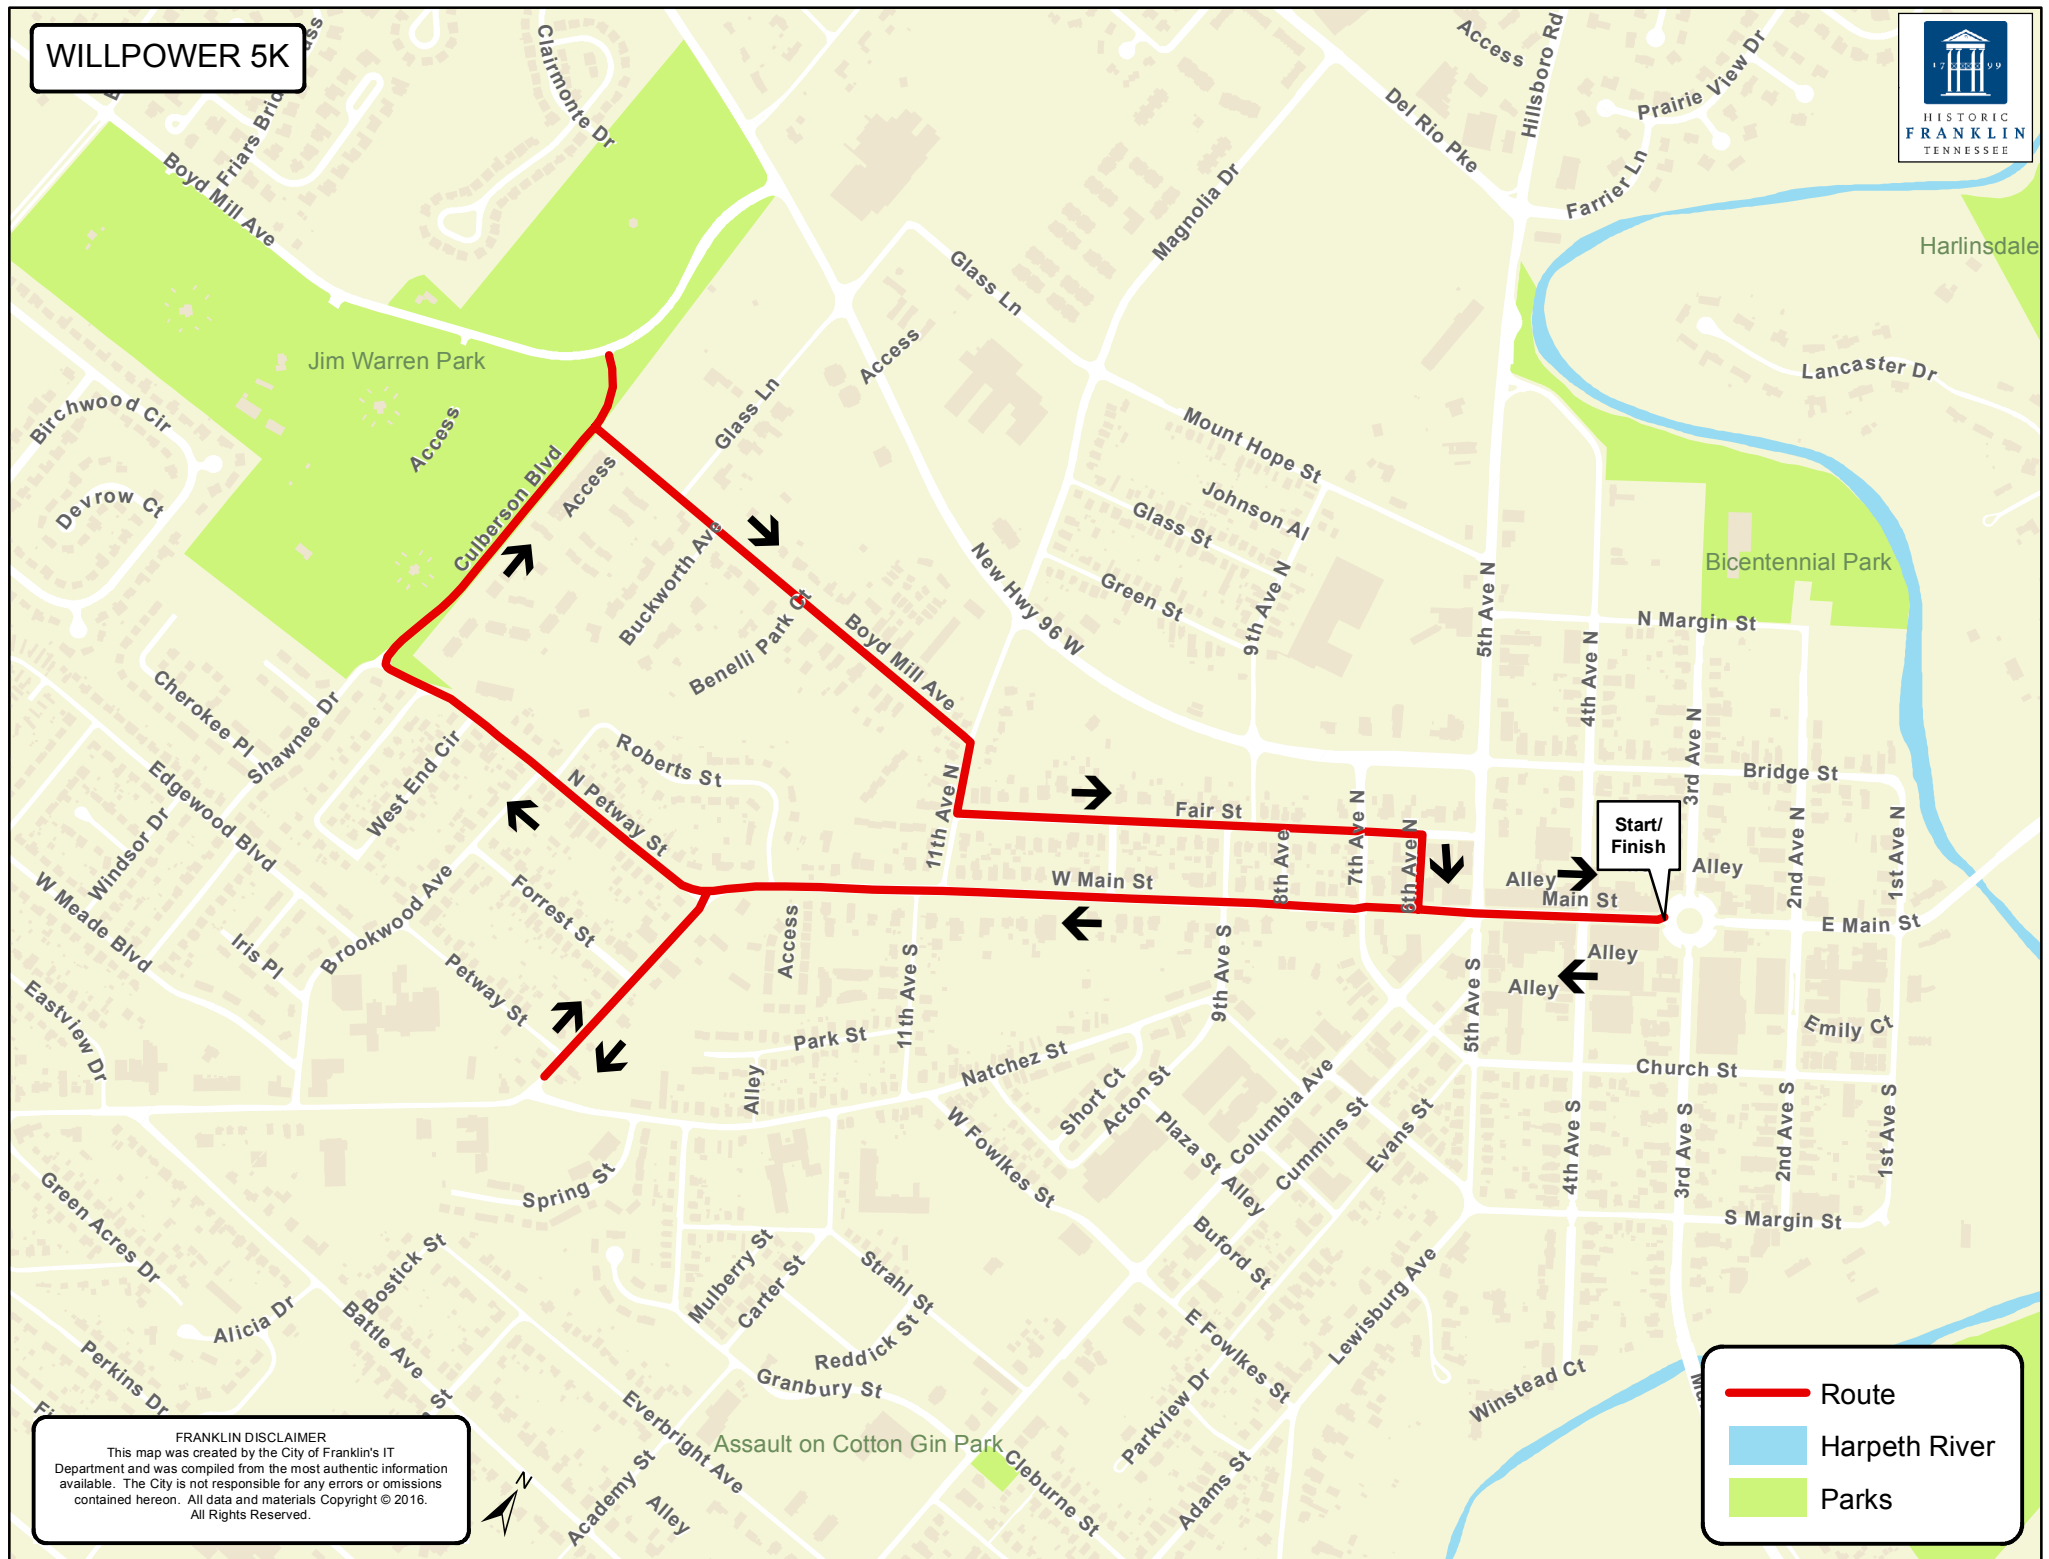 WILLPOWER 5K
HISTORIC
FRANKLIN
TENNESSEE
17 99
Clairmonte Dr
Access
Hillsboro Rd
Prairie View Dr
Del Rio Pke
Farrier Ln
Boyd Mill Ave
Magnolia Dr
Harlinsdale
Glass Ln
Jim Warren Park
Access
Lancaster Dr
Birchwood Cir
Access
Glass Ln
Mount Hope St
Johnson Al
Devrow Ct
Culberson Blvd
Access
Glass St
New Hwy 96 W
Buckworth Ave
Green St
9th Ave N
5th Ave N
Bicentennial Park
Benelli Park Ct
Boyd Mill Ave
N Margin St
4th Ave N
Cherokee Pl
Shawnee Dr
West End Cir
Roberts St
3rd Ave N
Bridge St
Edgewood Blvd
Windsor Dr
N Petway St
11th Ave N
Fair St
7th Ave N
6th Ave N
8th Ave
Start/
Finish
2nd Ave N
1st Ave N
W Main St
Alley
Main St
Alley
E Main St
W Meade Blvd
Brookwood Ave
Forrest St
Iris Pl
Petway St
Access
11th Ave S
9th Ave S
5th Ave S
Alley
Alley
Eastview Dr
Park St
Natchez St
Alley
Short Ct
Acton St
Plaza St
Alley
Columbia Ave
Cummins St
Evans St
Emily Ct
Church St
4th Ave S
3rd Ave S
2nd Ave S
1st Ave S
W Fowlkes St
Spring St
Green Acres Dr
S Margin St
Buford St
Mulberry St
Carter St
Strahl St
Bostick St
Battle Ave
Alicia Dr
Lewisburg Ave
E Fowlkes St
Reddick St
Granbury St
Perkins Dr
Everbright Ave
Parkview Dr
Winstead Ct
Assault on Cotton Gin Park
Cleburne St
Adams St
Academy St
Alley
N
Route
Harpeth River
Parks
FRANKLIN DISCLAIMER
This map was created by the City of Franklin's IT
Department and was compiled from the most authentic information
available. The City is not responsible for any errors or omissions
contained hereon. All data and materials Copyright © 2016.
All Rights Reserved.